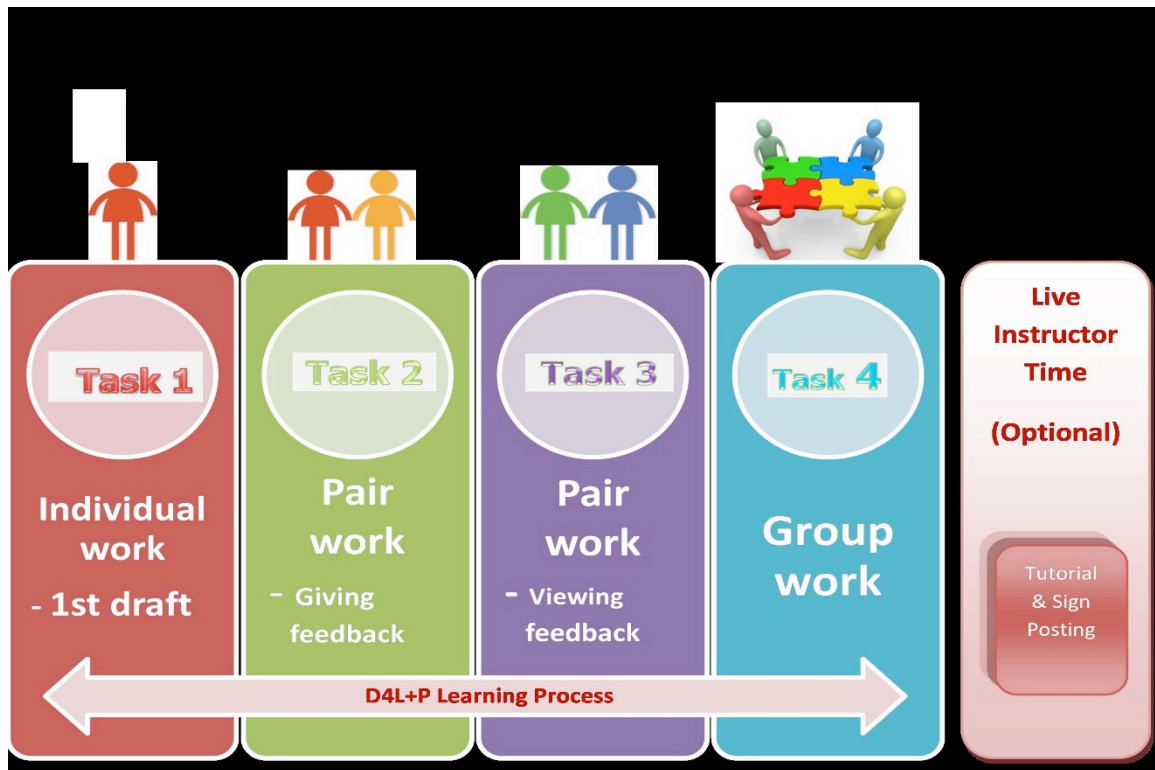 Task 1
Individual
work
- 1st draft
Task 2
Pair
work
- Giving
feedback
Task 3
Pair
work
- Viewing
feedback
Task 4
Group
work
D4L+P Learning Process
Live
Instructor
Time
(Optional)
Tutorial
& Sign
Posting